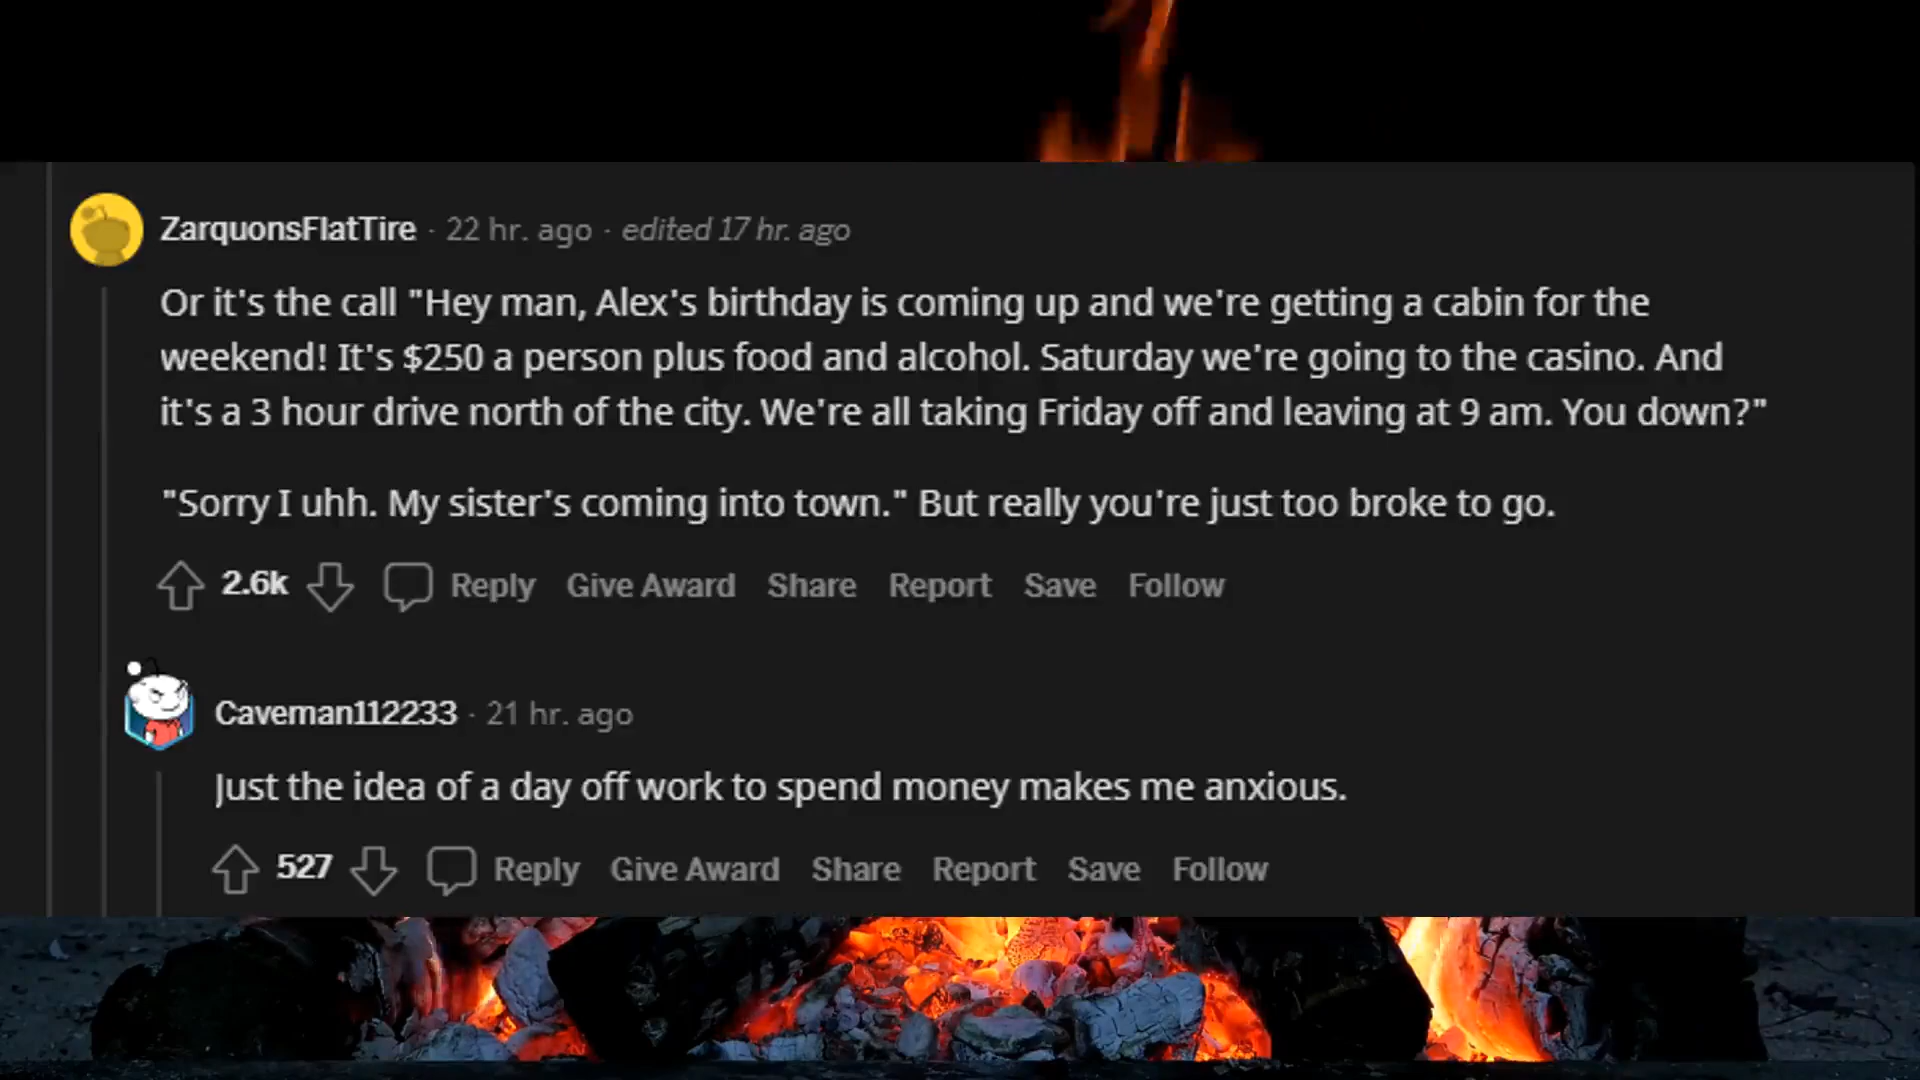 ZarquonsFlatTire · 22 hr. ago · edited 17 hr. ago
Or it's the call "Hey man, Alex's birthday is coming up and we're getting a cabin for the
weekend! It's $250 a person plus food and alcohol. Saturday we're going to the casino. And
it's a 3 hour drive north of the city. We're all taking Friday off and leaving at 9 am. You down?"
"Sorry I uhh. My sister's coming into town." But really you're just too broke to go.
2.6k Reply Give Award Share Report Save Follow
Caveman112233 · 21 hr. ago
Just the idea of a day off work to spend money makes me anxious.
527 Reply Give Award Share Report Save Follow